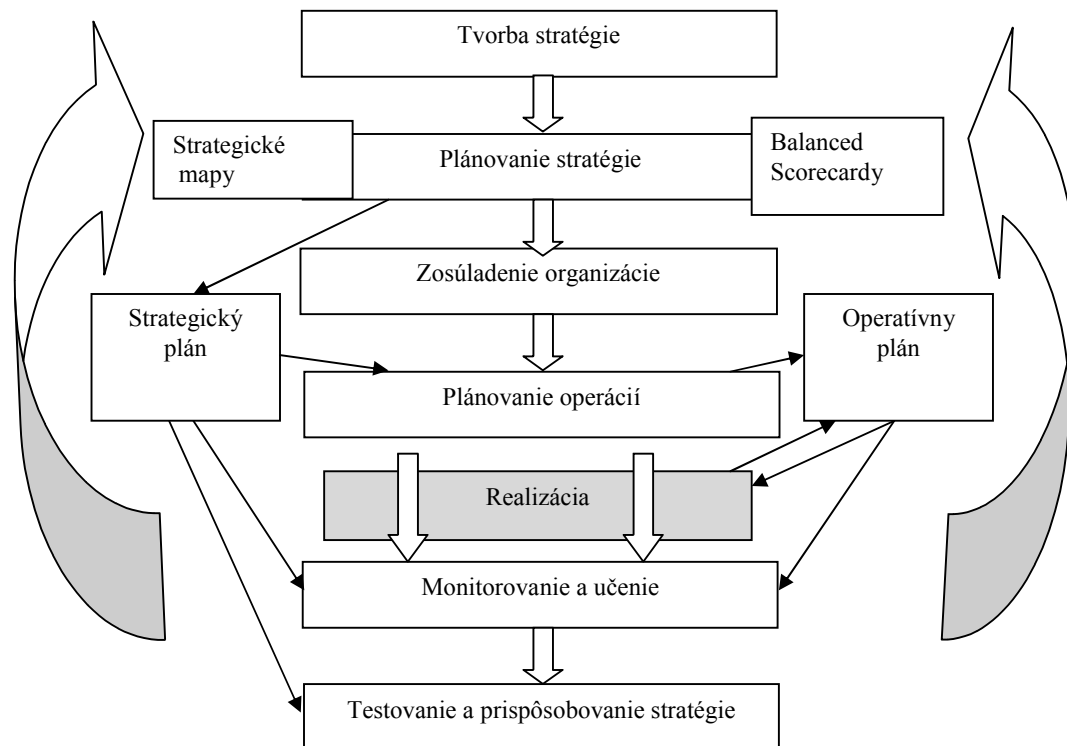 Tvorba stratégie
Strategické
mapy
Plánovanie stratégie
Balanced
Scorecardy
Zosúladenie organizácie
Strategický
plán
Operatívny
plán
Plánovanie operácií
Realizácia
Monitorovanie a učenie
Testovanie a prispôsobovanie stratégie